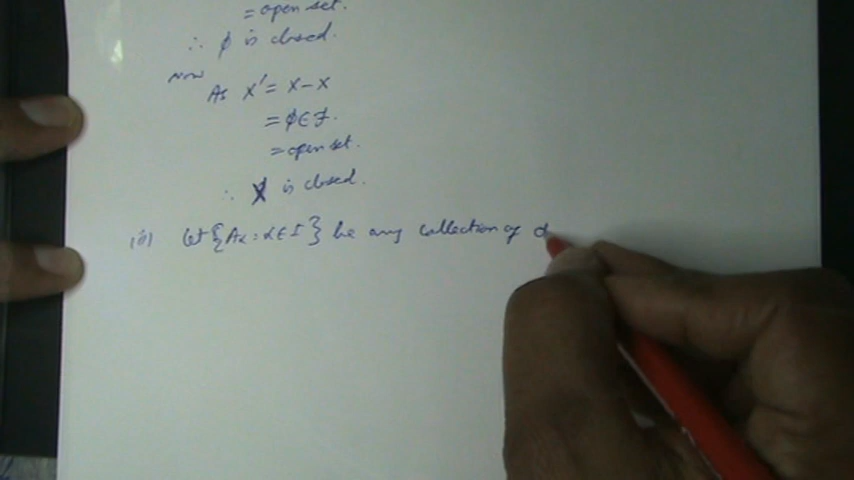 = open set.
∴ ϕ is closed.
Now
As X' = X - X
= ϕ ∈ J.
= open set.
∴ X is closed.
(ii) Let {Aα : α ∈ I} be any collection of